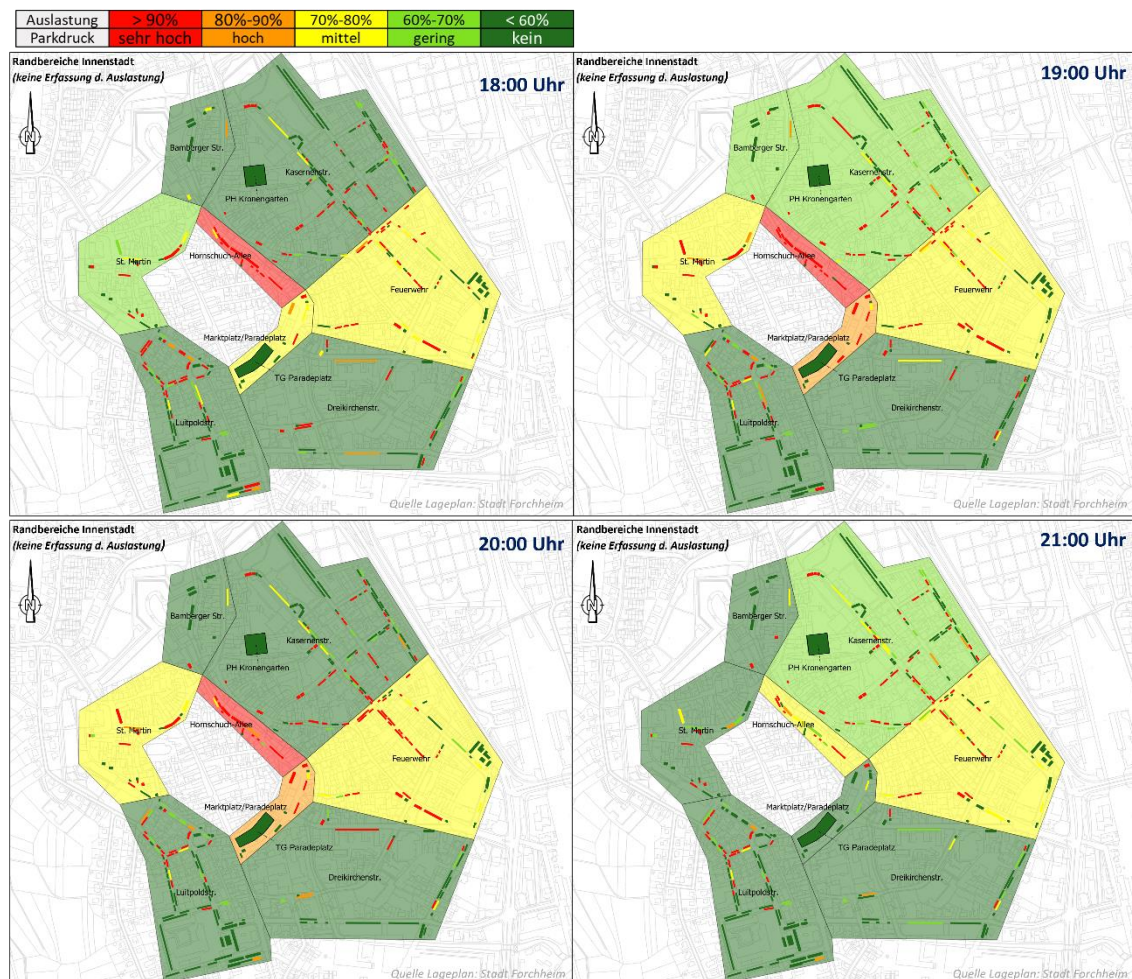 Auslastung > 90% 80%-90% 70%-80% 60%-70% < 60%
Parkdruck sehr hoch hoch mittel gering kein
Randbereiche Innenstadt
(keine Erfassung d. Auslastung)
18:00 Uhr
N
Bamberger Str.
Kasernenstr.
PH Kronengarten
St. Martin
Hornschuch-Allee
Feuerwehr
Marktplatz/Paradeplatz
TG Paradeplatz
Dreikirchenstr.
Luitpoldstr.
Quelle Lageplan: Stadt Forchheim
Randbereiche Innenstadt
(keine Erfassung d. Auslastung)
19:00 Uhr
N
Bamberger Str.
Kasernenstr.
PH Kronengarten
St. Martin
Hornschuch-Allee
Feuerwehr
Marktplatz/Paradeplatz
TG Paradeplatz
Dreikirchenstr.
Luitpoldstr.
Quelle Lageplan: Stadt Forchheim
Randbereiche Innenstadt
(keine Erfassung d. Auslastung)
20:00 Uhr
N
Bamberger Str.
Kasernenstr.
PH Kronengarten
St. Martin
Hornschuch-Allee
Feuerwehr
Marktplatz/Paradeplatz
TG Paradeplatz
Dreikirchenstr.
Luitpoldstr.
Quelle Lageplan: Stadt Forchheim
Randbereiche Innenstadt
(keine Erfassung d. Auslastung)
21:00 Uhr
N
Bamberger Str.
Kasernenstr.
PH Kronengarten
St. Martin
Hornschuch-Allee
Feuerwehr
Marktplatz/Paradeplatz
TG Paradeplatz
Dreikirchenstr.
Luitpoldstr.
Quelle Lageplan: Stadt Forchheim